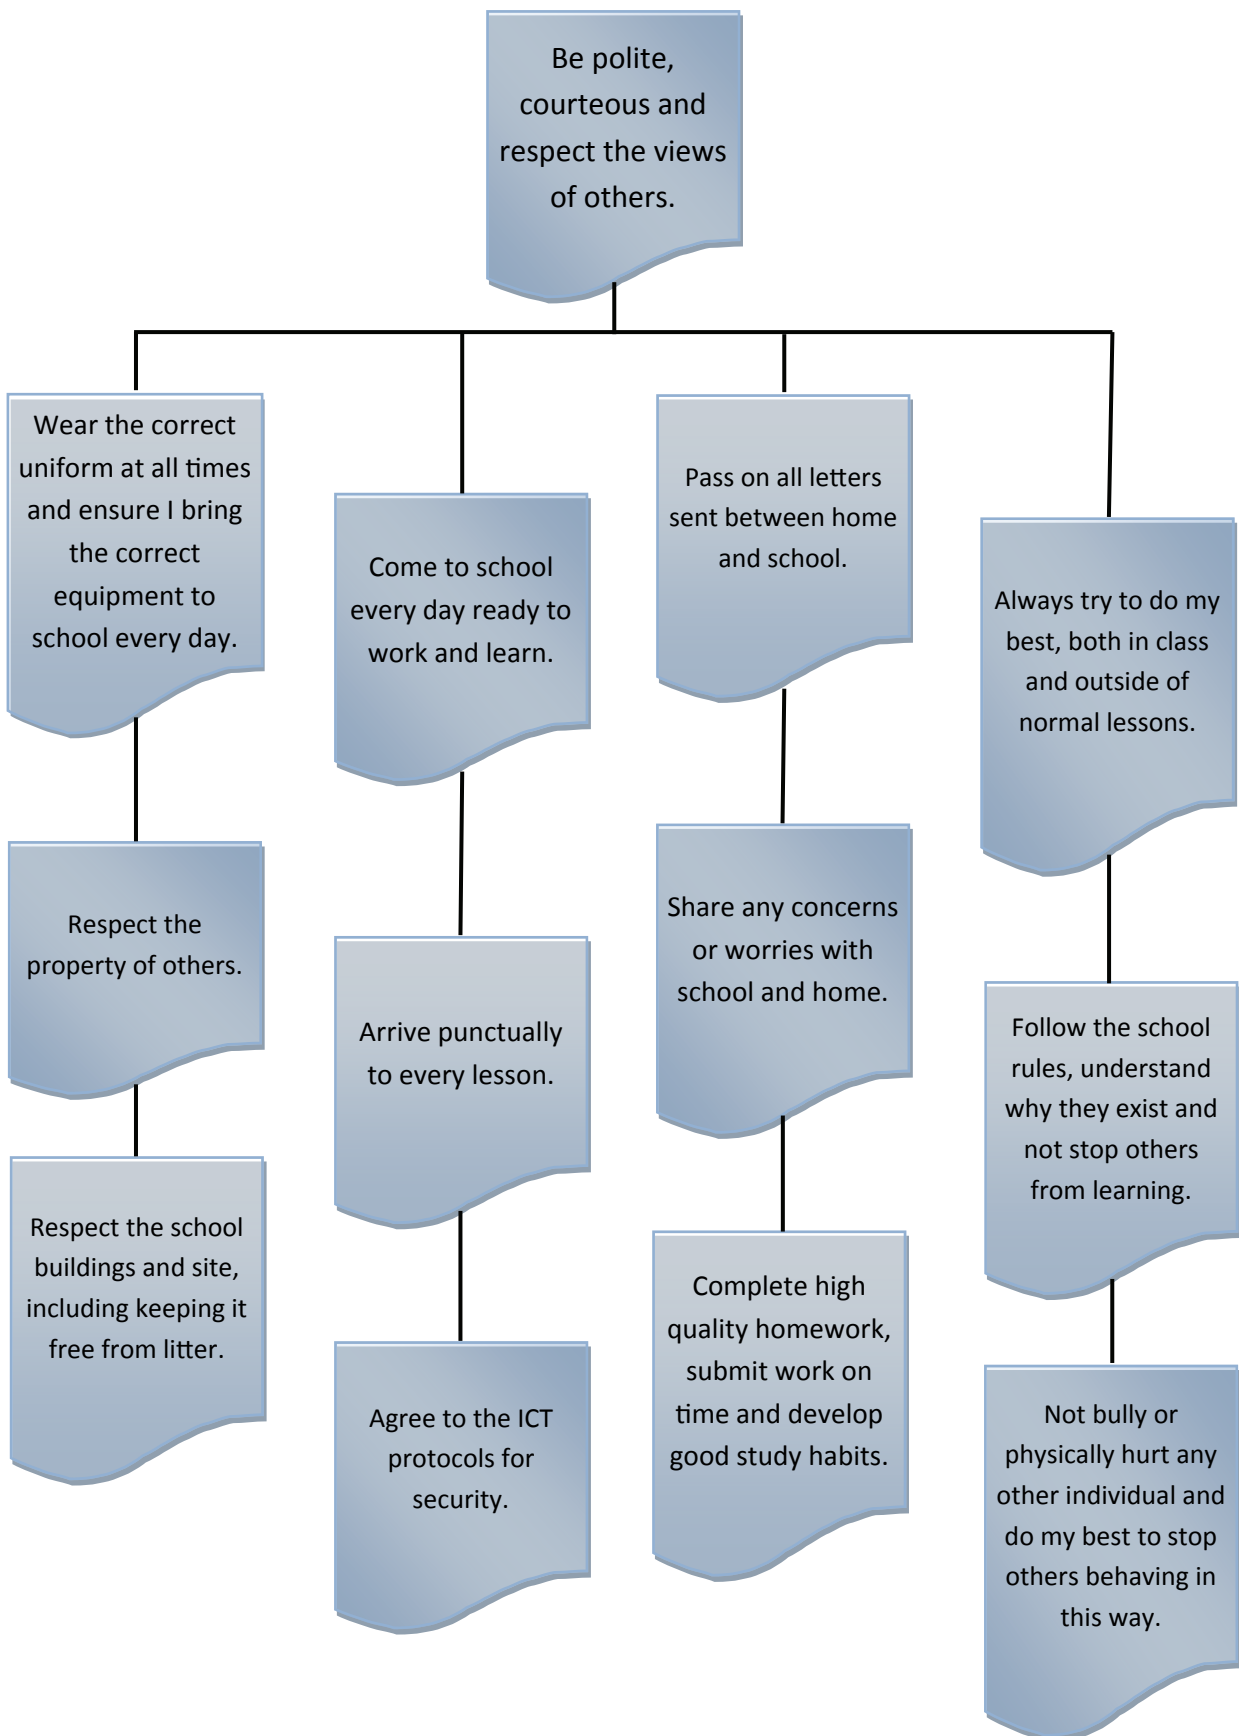 Be polite,
courteous and
respect the views
of others.
Wear the correct
uniform at all times
and ensure I bring
the correct
equipment to
school every day.
Respect the
property of others.
Respect the school
buildings and site,
including keeping it
free from litter.
Come to school
every day ready to
work and learn.
Arrive punctually
to every lesson.
Agree to the ICT
protocols for
security.
Pass on all letters
sent between home
and school.
Share any concerns
or worries with
school and home.
Complete high
quality homework,
submit work on
time and develop
good study habits.
Always try to do my
best, both in class
and outside of
normal lessons.
Follow the school
rules, understand
why they exist and
not stop others
from learning.
Not bully or
physically hurt any
other individual and
do my best to stop
others behaving in
this way.